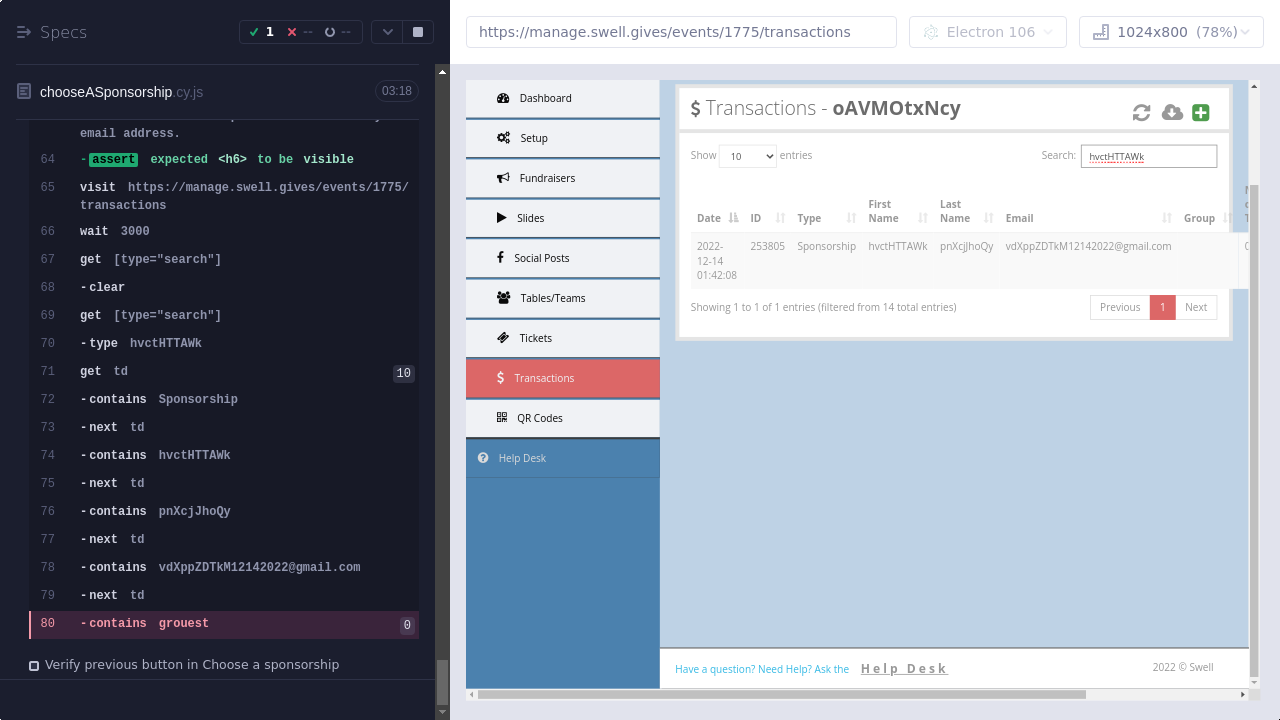 Specs
1
--
--
https://manage.swell.gives/events/1775/transactions
Electron 106
1024x800 (78%)
chooseASponsorship.cy.js
03:18
email address.
64 -assert expected <h6> to be visible
65 visit https://manage.swell.gives/events/1775/
transactions
66 wait 3000
67 get [type="search"]
68 -clear
69 get [type="search"]
70 -type hvctHTTAWk
71 get td 10
72 -contains Sponsorship
73 -next td
74 -contains hvctHTTAWk
75 -next td
76 -contains pnXcjJhoQy
77 -next td
78 -contains vdXppZDTkM12142022@gmail.com
79 -next td
80 -contains grouest 0
Verify previous button in Choose a sponsorship
Dashboard
Setup
Fundraisers
Slides
Social Posts
Tables/Teams
Tickets
Transactions
QR Codes
Help Desk
$ Transactions - oAVMOtxNcy
Show 10 entries
Search: hvctHTTAWk
Date ID Type First Name Last Name Email Group
2022-12-14 01:42:08 253805 Sponsorship hvctHTTAWk pnXcjJhoQy vdXppZDTkM12142022@gmail.com
Showing 1 to 1 of 1 entries (filtered from 14 total entries)
Previous 1 Next
Have a question? Need Help? Ask the Help Desk
2022 © Swell